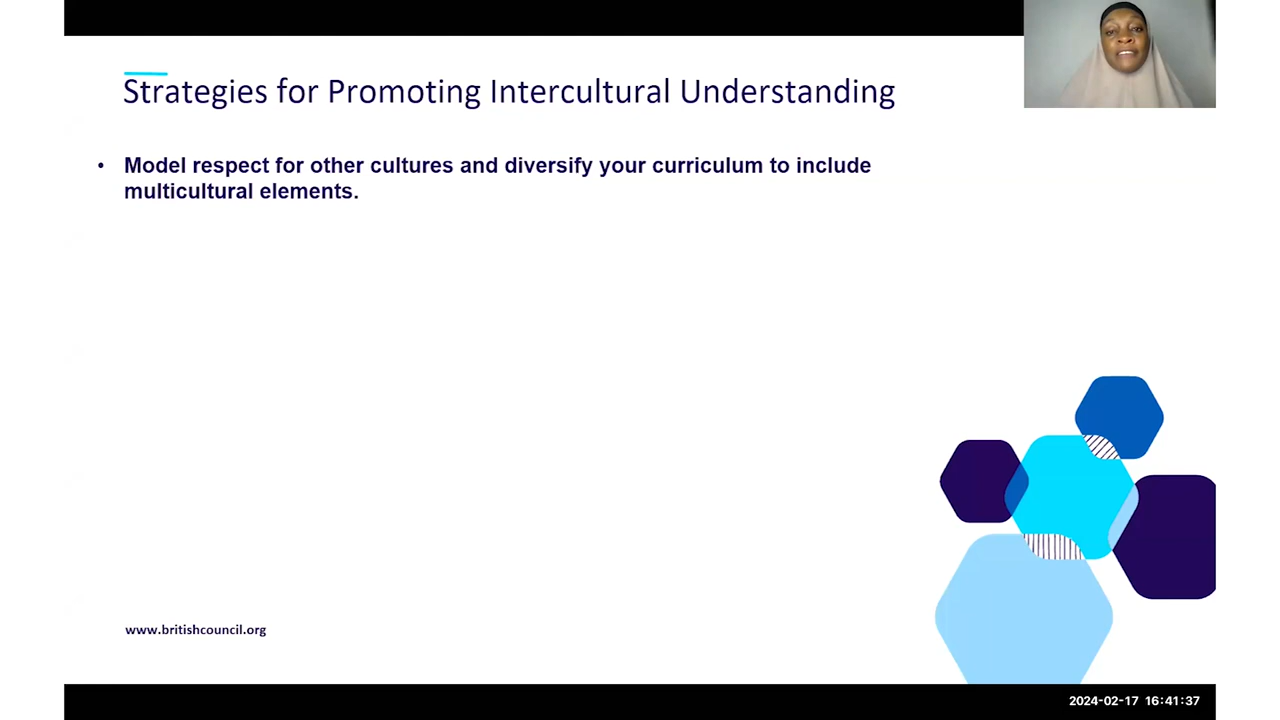 Strategies for Promoting Intercultural Understanding
• Model respect for other cultures and diversify your curriculum to include
multicultural elements.
www.britishcouncil.org
2024-02-17 16:41:37